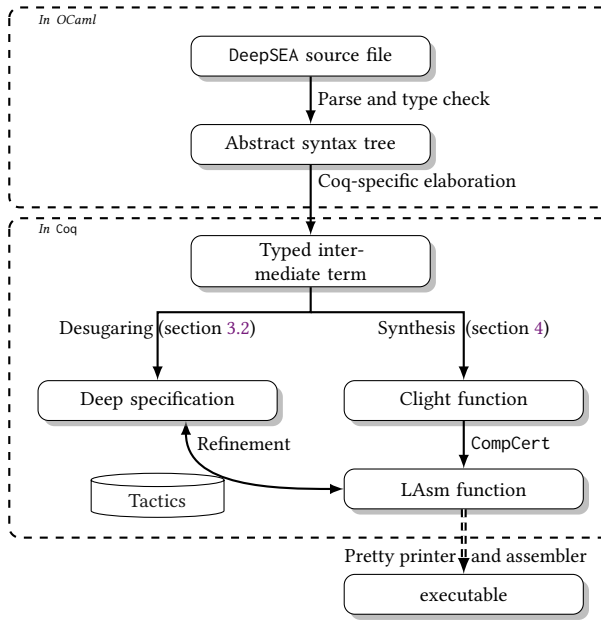 In OCaml
DeepSEA source file
Parse and type check
Abstract syntax tree
Coq-specific elaboration
In Coq
Typed inter-
mediate term
Desugaring (section 3.2)
Synthesis (section 4)
Deep specification
Clight function
Refinement
CompCert
Tactics
LAsm function
Pretty printer and assembler
executable